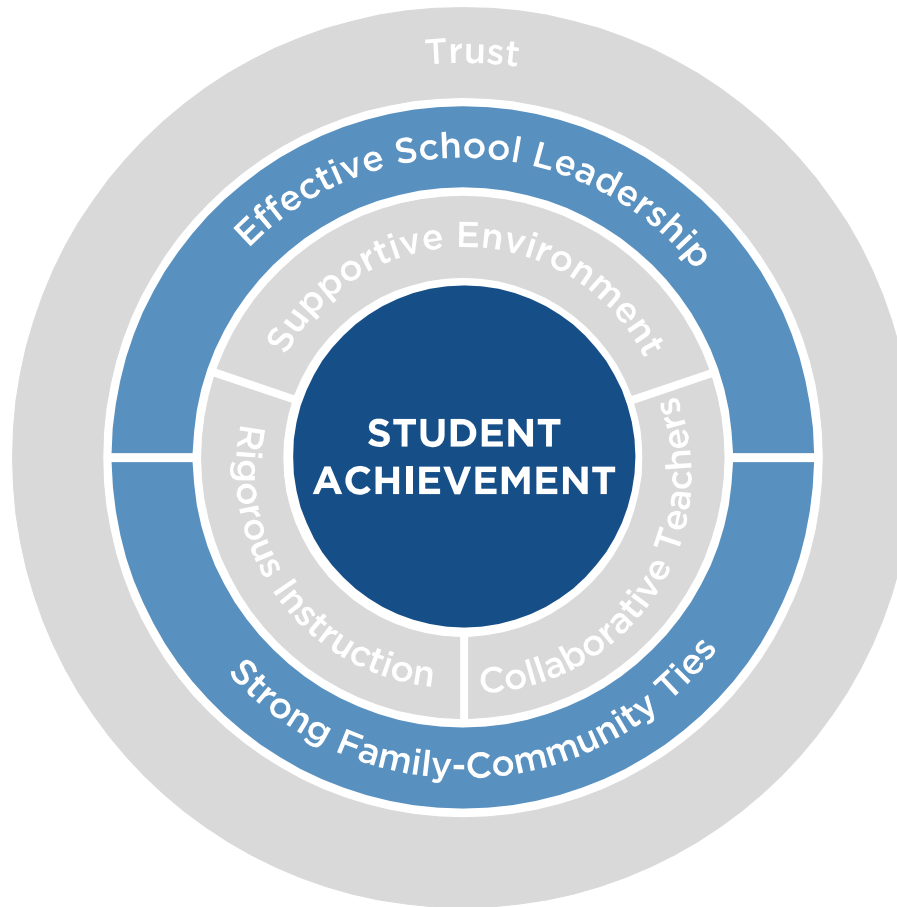 Trust
Effective School Leadership
Supportive Environment
STUDENT
ACHIEVEMENT
Rigorous Instruction
Collaborative Teachers
Strong Family-Community Ties